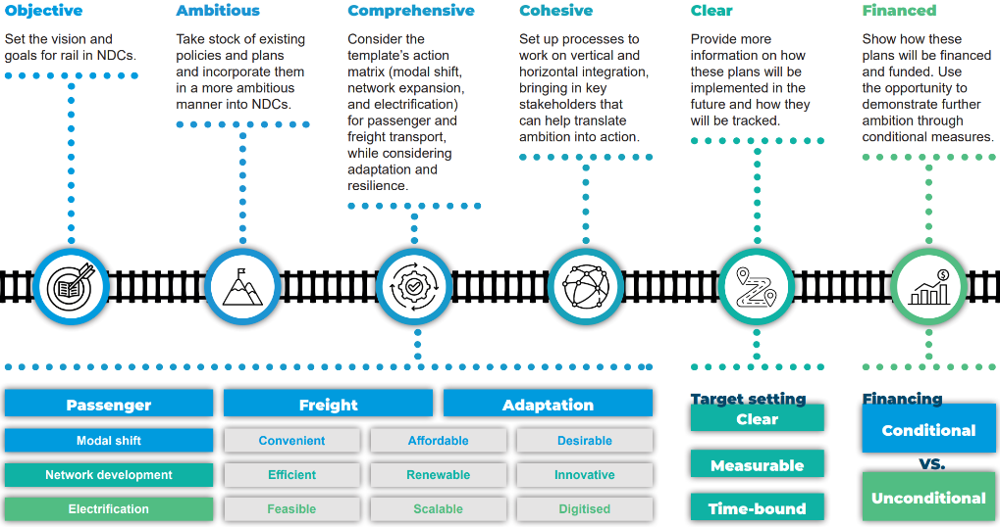 Objective
Set the vision and
goals for rail in NDCs.
Ambitious
Take stock of existing
policies and plans
and incorporate them
in a more ambitious
manner into NDCs.
Comprehensive
Consider the
template's action
matrix (modal shift,
network expansion,
and electrification)
for passenger and
freight transport,
while considering
adaptation and
resilience.
Cohesive
Set up processes to
work on vertical and
horizontal integration,
bringing in key
stakeholders that
can help translate
ambition into action.
Clear
Provide more
information on how
these plans will be
implemented in the
future and how they
will be tracked.
Financed
Show how these
plans will be financed
and funded. Use
the opportunity to
demonstrate further
ambition through
conditional measures.
$
Passenger
Freight
Adaptation
Modal shift
Convenient
Affordable
Desirable
Network development
Efficient
Renewable
Innovative
Electrification
Feasible
Scalable
Digitised
Target setting
Clear
Measurable
Time-bound
Financing
Conditional
vs.
Unconditional